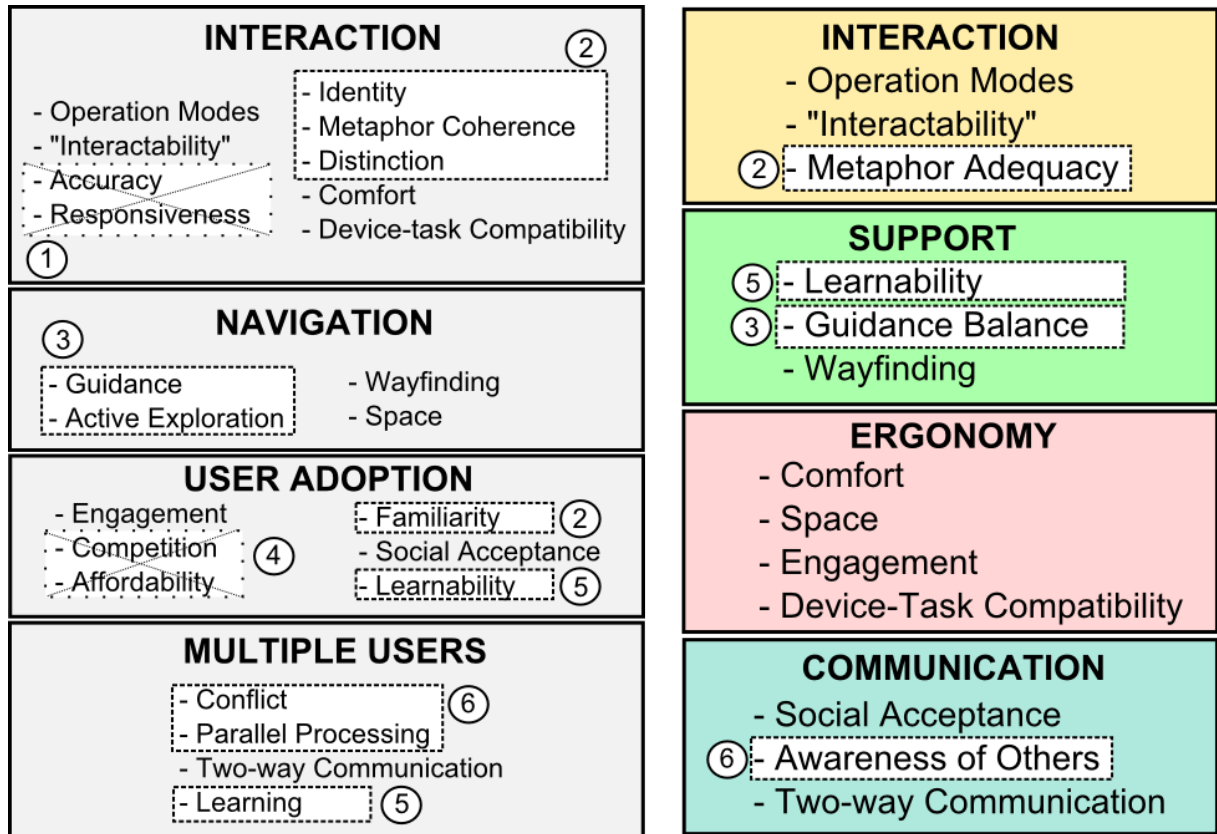 INTERACTION
②
- Operation Modes
- "Interactability"
- Accuracy
- Responsiveness
①
- Identity
- Metaphor Coherence
- Distinction
- Comfort
- Device-task Compatibility
NAVIGATION
③
- Guidance
- Active Exploration
- Wayfinding
- Space
USER ADOPTION
- Engagement
- Competition
- Affordability
④
- Familiarity ②
- Social Acceptance
- Learnability ⑤
MULTIPLE USERS
- Conflict
- Parallel Processing
⑥
- Two-way Communication
- Learning ⑤
INTERACTION
- Operation Modes
- "Interactability"
② - Metaphor Adequacy
SUPPORT
⑤ - Learnability
③ - Guidance Balance
- Wayfinding
ERGONOMY
- Comfort
- Space
- Engagement
- Device-Task Compatibility
COMMUNICATION
- Social Acceptance
⑥ - Awareness of Others
- Two-way Communication